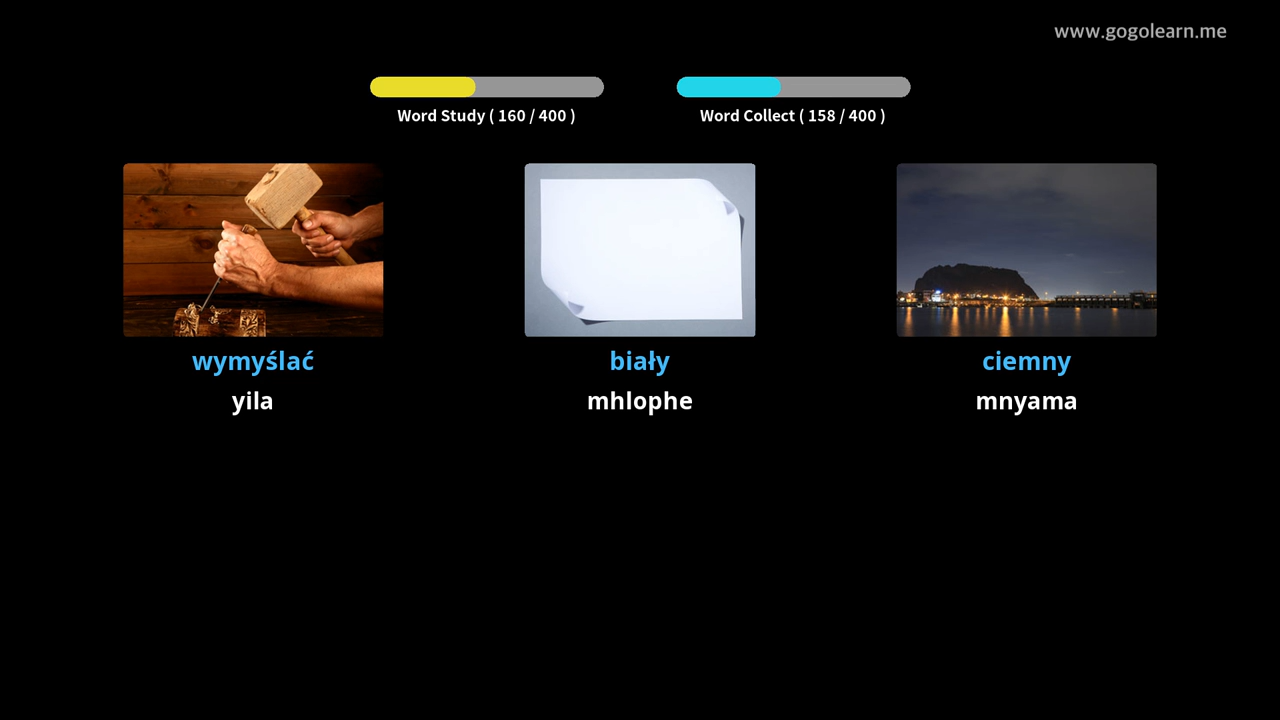 www.gogolearn.me
Word Study ( 160 / 400 )
Word Collect ( 158 / 400 )
wymyślać
yila
biały
mhlophe
ciemny
mnyama